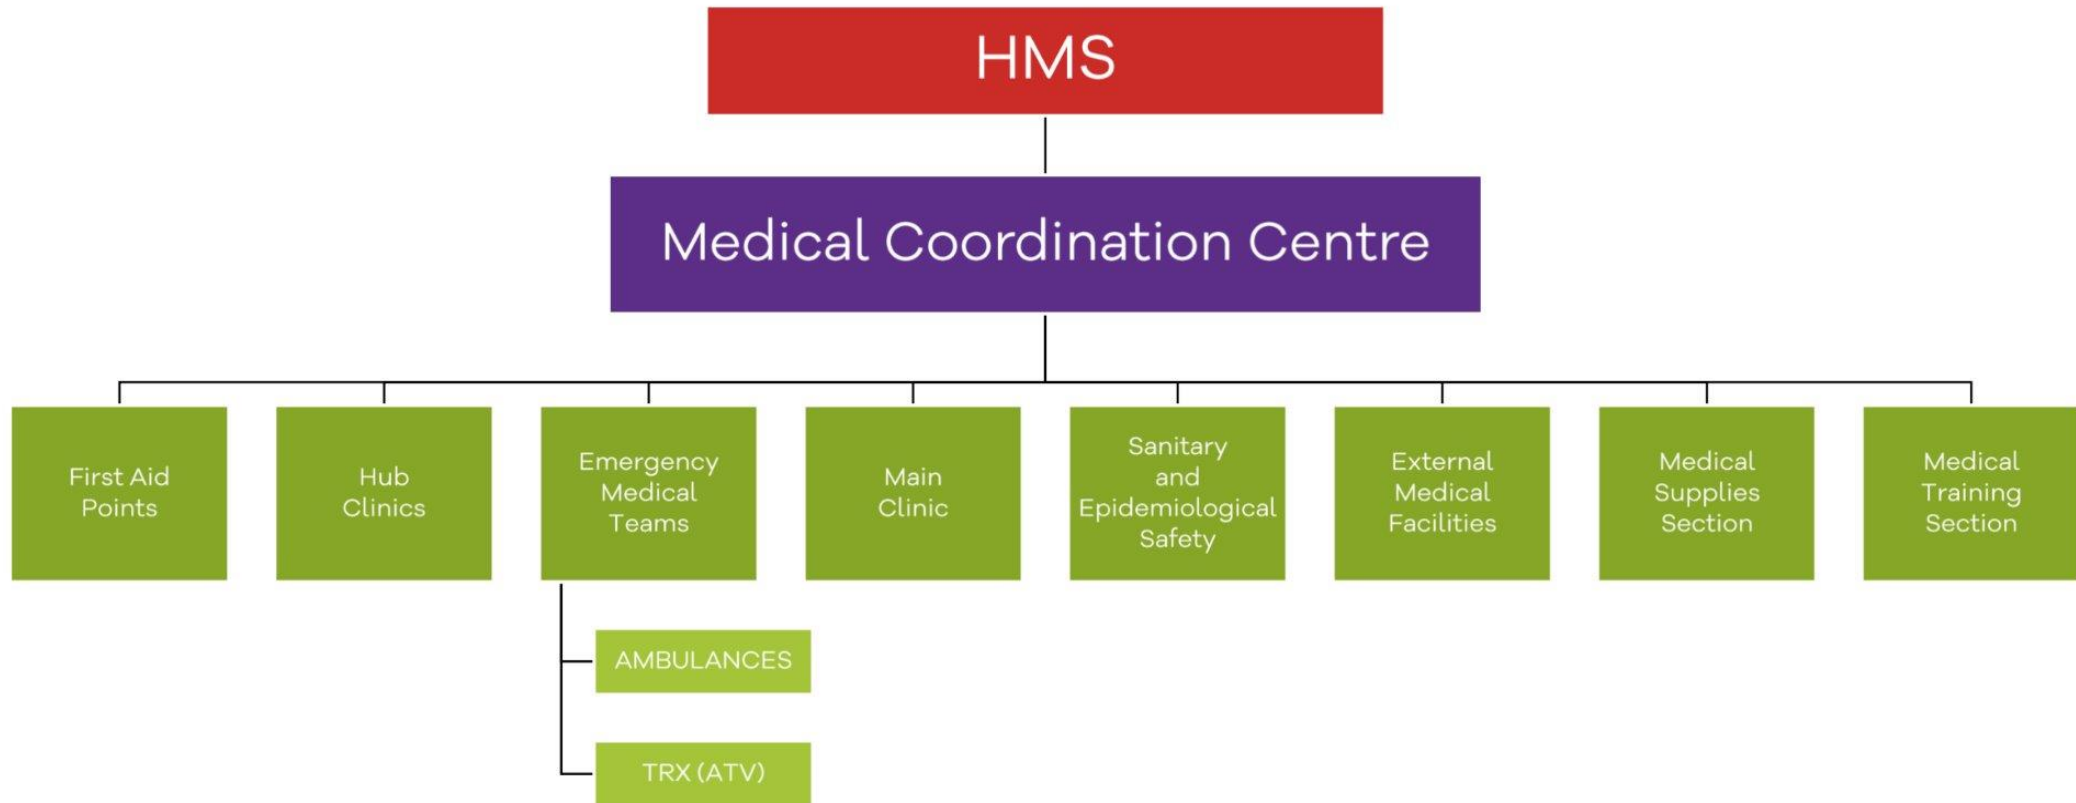 HMS
Medical Coordination Centre
First Aid
Points
Hub
Clinics
Emergency
Medical
Teams
Main
Clinic
Sanitary
and
Epidemiological
Safety
External
Medical
Facilities
Medical
Supplies
Section
Medical
Training
Section
AMBULANCES
TRX (ATV)